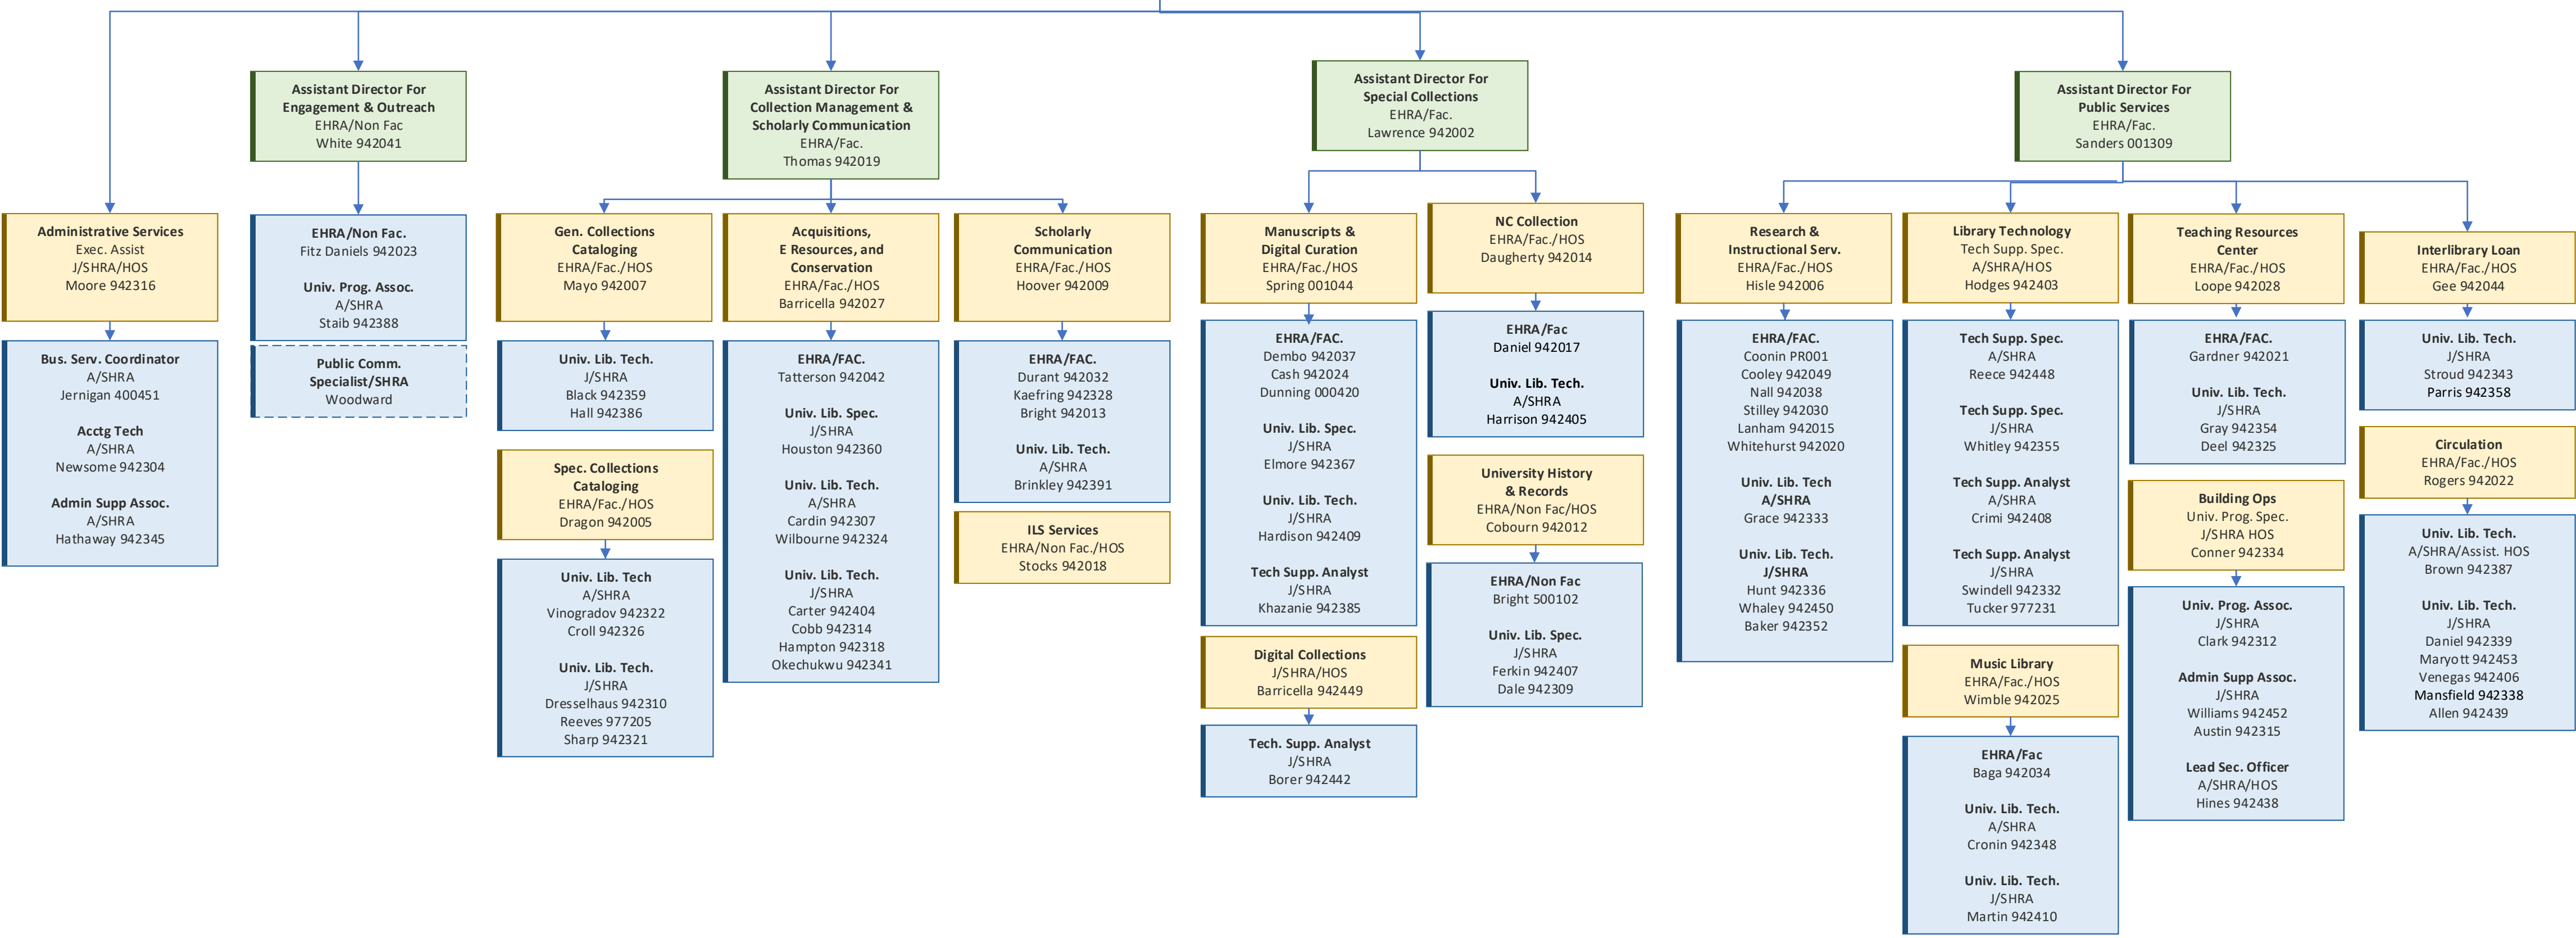 Assistant Director For
Engagement & Outreach
EHRA/Non Fac
White 942041
Assistant Director For
Collection Management &
Scholarly Communication
EHRA/Fac.
Thomas 942019
Assistant Director For
Special Collections
EHRA/Fac.
Lawrence 942002
Assistant Director For
Public Services
EHRA/Fac.
Sanders 001309
Administrative Services
Exec. Assist
J/SHRA/HOS
Moore 942316
Bus. Serv. Coordinator
A/SHRA
Jernigan 400451
Acctg Tech
A/SHRA
Newsome 942304
Admin Supp Assoc.
A/SHRA
Hathaway 942345
EHRA/Non Fac.
Fitz Daniels 942023
Univ. Prog. Assoc.
A/SHRA
Staib 942388
Public Comm.
Specialist/SHRA
Woodward
Gen. Collections
Cataloging
EHRA/Fac./HOS
Mayo 942007
Univ. Lib. Tech.
J/SHRA
Black 942359
Hall 942386
Spec. Collections
Cataloging
EHRA/Fac./HOS
Dragon 942005
Univ. Lib. Tech
A/SHRA
Vinogradov 942322
Croll 942326
Univ. Lib. Tech.
J/SHRA
Dresselhaus 942310
Reeves 977205
Sharp 942321
Acquisitions,
E Resources, and
Conservation
EHRA/Fac./HOS
Barricella 942027
EHRA/FAC.
Tatterson 942042
Univ. Lib. Spec.
J/SHRA
Houston 942360
Univ. Lib. Tech.
A/SHRA
Cardin 942307
Wilbourne 942324
Univ. Lib. Tech.
J/SHRA
Carter 942404
Cobb 942314
Hampton 942318
Okechukwu 942341
Scholarly
Communication
EHRA/Fac./HOS
Hoover 942009
EHRA/FAC.
Durant 942032
Kaefring 942328
Bright 942013
Univ. Lib. Tech.
A/SHRA
Brinkley 942391
ILS Services
EHRA/Non Fac./HOS
Stocks 942018
Manuscripts &
Digital Curation
EHRA/Fac./HOS
Spring 001044
EHRA/FAC.
Dembo 942037
Cash 942024
Dunning 000420
Univ. Lib. Spec.
J/SHRA
Elmore 942367
Univ. Lib. Tech.
J/SHRA
Hardison 942409
Tech Supp. Analyst
J/SHRA
Khazanie 942385
Digital Collections
J/SHRA/HOS
Barricella 942449
Tech. Supp. Analyst
J/SHRA
Borer 942442
NC Collection
EHRA/Fac./HOS
Daugherty 942014
EHRA/Fac
Daniel 942017
Univ. Lib. Tech.
A/SHRA
Harrison 942405
University History
& Records
EHRA/Non Fac/HOS
Cobourn 942012
EHRA/Non Fac
Bright 500102
Univ. Lib. Spec.
J/SHRA
Ferkin 942407
Dale 942309
Research &
Instructional Serv.
EHRA/Fac./HOS
Hisle 942006
EHRA/FAC.
Coonin PR001
Cooley 942049
Nall 942038
Stilley 942030
Lanham 942015
Whitehurst 942020
Univ. Lib. Tech
A/SHRA
Grace 942333
Univ. Lib. Tech.
J/SHRA
Hunt 942336
Whaley 942450
Baker 942352
Library Technology
Tech Supp. Spec.
A/SHRA/HOS
Hodges 942403
Tech Supp. Spec.
A/SHRA
Reece 942448
Tech Supp. Spec.
J/SHRA
Whitley 942355
Tech Supp. Analyst
A/SHRA
Crimi 942408
Tech Supp. Analyst
J/SHRA
Swindell 942332
Tucker 977231
Music Library
EHRA/Fac./HOS
Wimble 942025
EHRA/Fac
Baga 942034
Univ. Lib. Tech.
A/SHRA
Cronin 942348
Univ. Lib. Tech.
J/SHRA
Martin 942410
Teaching Resources
Center
EHRA/Fac./HOS
Loope 942028
EHRA/FAC.
Gardner 942021
Univ. Lib. Tech.
J/SHRA
Gray 942354
Deel 942325
Building Ops
Univ. Prog. Spec.
J/SHRA HOS
Conner 942334
Univ. Prog. Assoc.
J/SHRA
Clark 942312
Admin Supp Assoc.
J/SHRA
Williams 942452
Austin 942315
Lead Sec. Officer
A/SHRA/HOS
Hines 942438
Interlibrary Loan
EHRA/Fac./HOS
Gee 942044
Univ. Lib. Tech.
J/SHRA
Stroud 942343
Parris 942358
Circulation
EHRA/Fac./HOS
Rogers 942022
Univ. Lib. Tech.
A/SHRA/Assist. HOS
Brown 942387
Univ. Lib. Tech.
J/SHRA
Daniel 942339
Maryott 942453
Venegas 942406
Mansfield 942338
Allen 942439